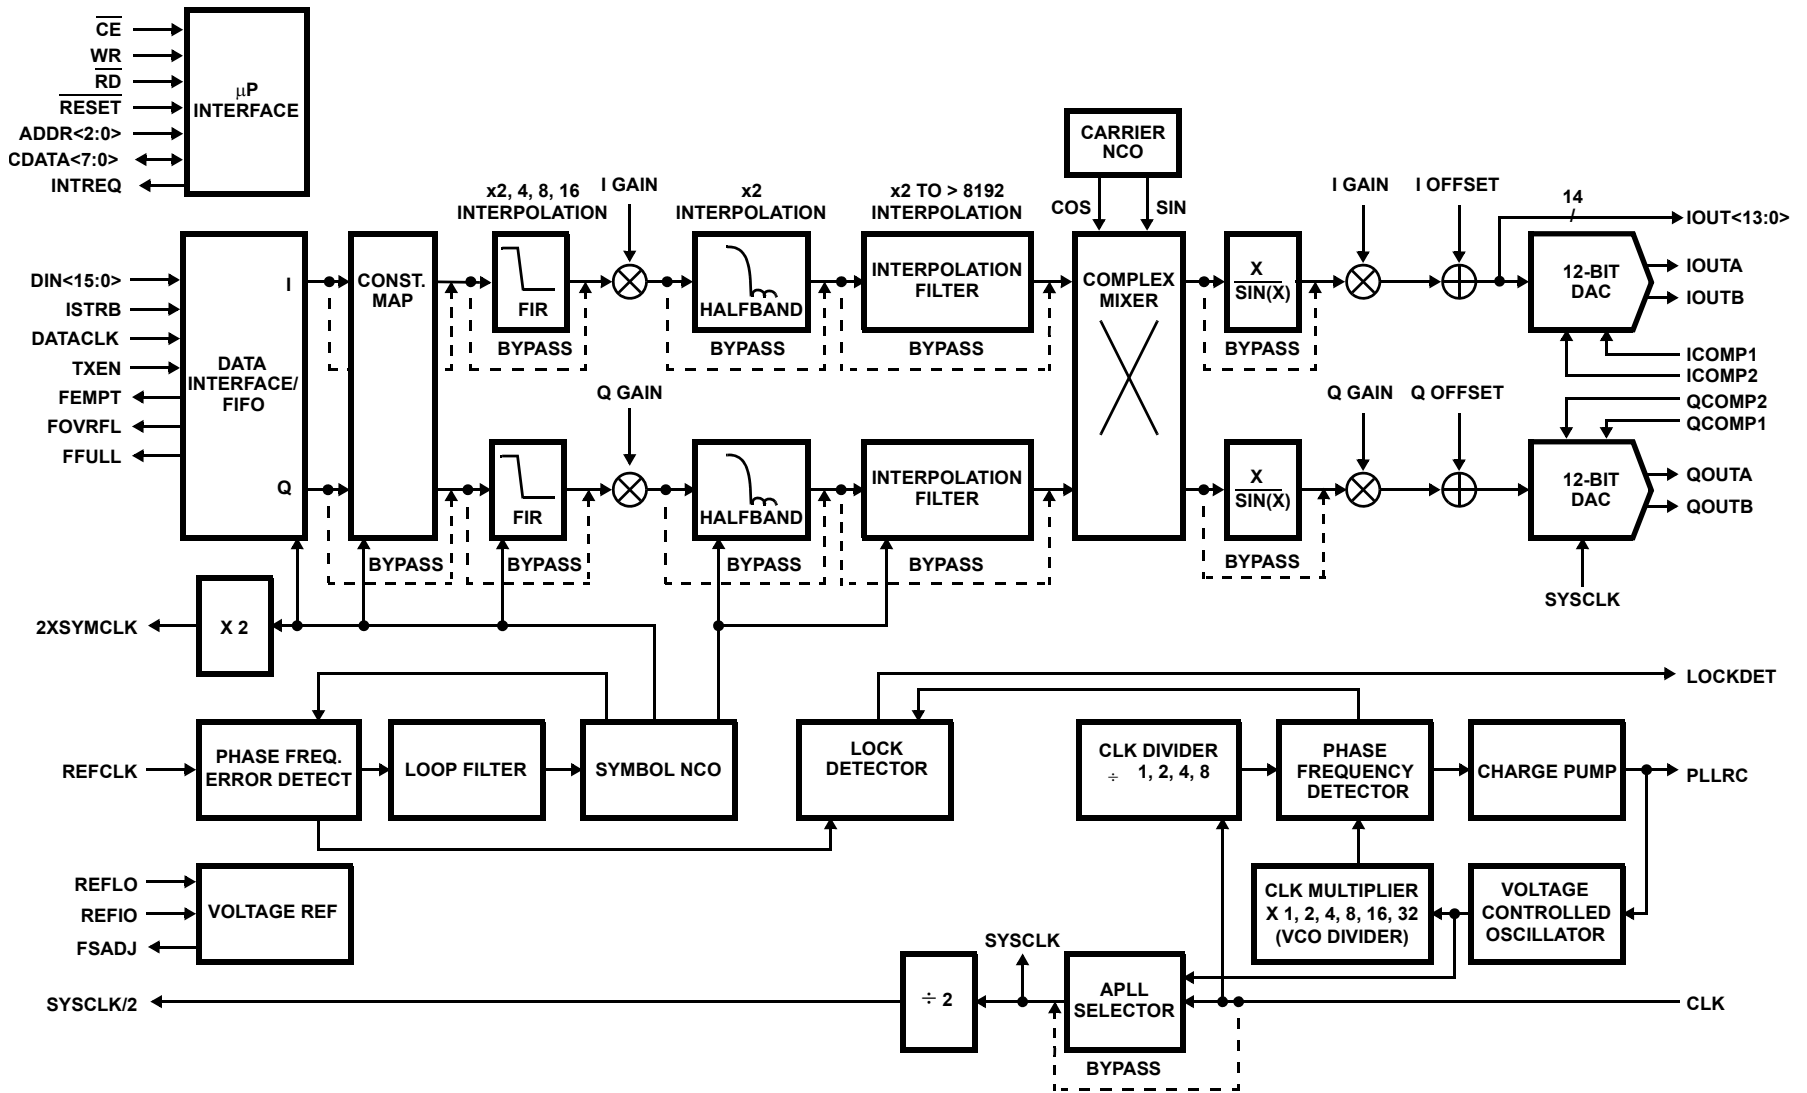 CE
WR
RD
RESET
ADDR<2:0>
CDATA<7:0>
INTREQ
µP
INTERFACE
CARRIER
NCO
COS
SIN
x2, 4, 8, 16
INTERPOLATION
I GAIN
x2
INTERPOLATION
x2 TO > 8192
INTERPOLATION
I GAIN
I OFFSET
14
IOUT<13:0>
DIN<15:0>
ISTRB
DATACLK
TXEN
FEMPT
FOVRFL
FFULL
I
DATA
INTERFACE/
FIFO
Q
CONST.
MAP
FIR
BYPASS
HALFBAND
BYPASS
INTERPOLATION
FILTER
BYPASS
COMPLEX
MIXER
X
SIN(X)
BYPASS
12-BIT
DAC
IOUTA
IOUTB
ICOMP1
ICOMP2
QCOMP2
QCOMP1
Q GAIN
Q GAIN
Q OFFSET
BYPASS
FIR
BYPASS
HALFBAND
BYPASS
INTERPOLATION
FILTER
BYPASS
X
SIN(X)
BYPASS
12-BIT
DAC
QOUTA
QOUTB
SYSCLK
2XSYMCLK
X 2
LOCKDET
REFCLK
PHASE FREQ.
ERROR DETECT
LOOP FILTER
SYMBOL NCO
LOCK
DETECTOR
CLK DIVIDER
÷ 1, 2, 4, 8
PHASE
FREQUENCY
DETECTOR
CHARGE PUMP
PLLRC
REFLO
REFIO
FSADJ
VOLTAGE REF
CLK MULTIPLIER
X 1, 2, 4, 8, 16, 32
(VCO DIVIDER)
VOLTAGE
CONTROLLED
OSCILLATOR
SYSCLK
SYSCLK/2
÷ 2
APLL
SELECTOR
BYPASS
CLK